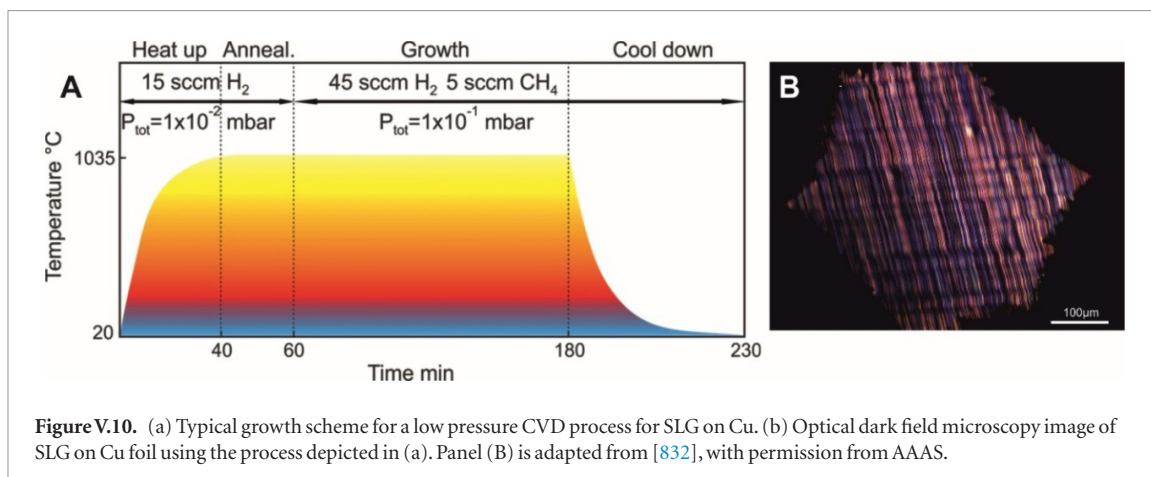 Heat up Anneal. Growth Cool down
A
15 sccm H₂ 45 sccm H₂ 5 sccm CH₄
Pₜₒₜ=1x10⁻² mbar Pₜₒₜ=1x10⁻¹ mbar
Temperature °C
1035
20
40 60 180 230
Time min
B
100µm
Figure V.10. (a) Typical growth scheme for a low pressure CVD process for SLG on Cu. (b) Optical dark field microscopy image of
SLG on Cu foil using the process depicted in (a). Panel (B) is adapted from [832], with permission from AAAS.